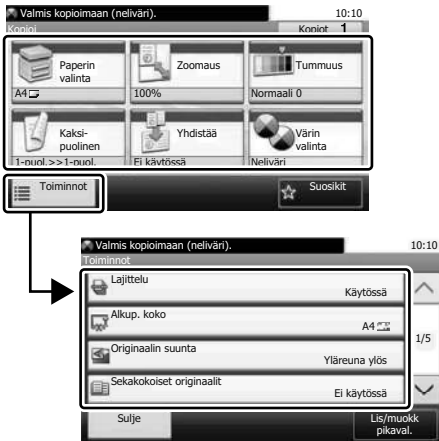 Valmis kopioimaan (neliväri). 10:10
Kopioi Kopiot 1
Paperin valinta
A4
Zoomaus
100%
Tummuus
Normaali 0
Kaksi-
puolinen
1-puol.>>1-puol.
Yhdistää
Ei käytössä
Värin
valinta
Neliväri
Toiminnot
Suosikit
Valmis kopioimaan (neliväri). 10:10
Toiminnot
Lajittelu
Käytössä
Alkup. koko
A4
1/5
Originaalin suunta
Yläreuna ylös
Sekakokoiset originaalit
Ei käytössä
Sulje
Lis/muokk
pikaval.